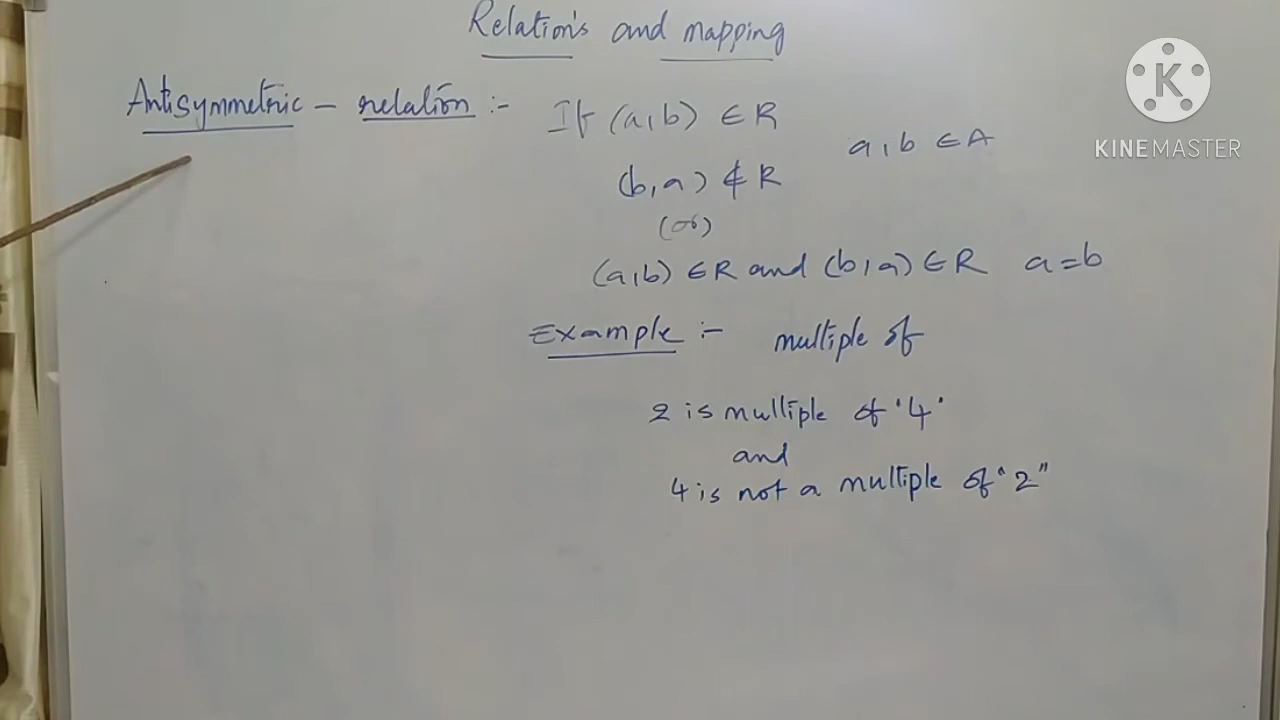 Relation's and mapping
Antisymmetric - relation :- If (a,b) ∈ R
a,b ∈ A
(b,a) ∉ R
(or)
(a,b) ∈ R and (b,a) ∈ R a=b
Example :- multiple of
2 is multiple of '4'
and
4 is not a multiple of "2"
K
KINEMASTER